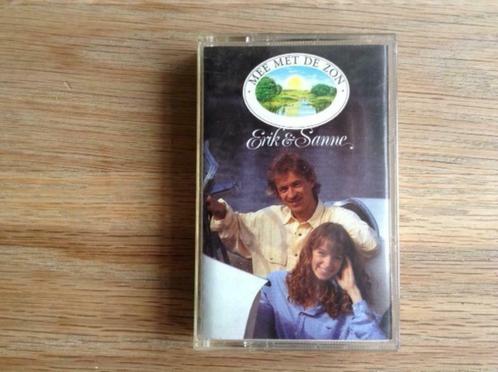 • MEE MET DE ZON •
Erik & Sanne